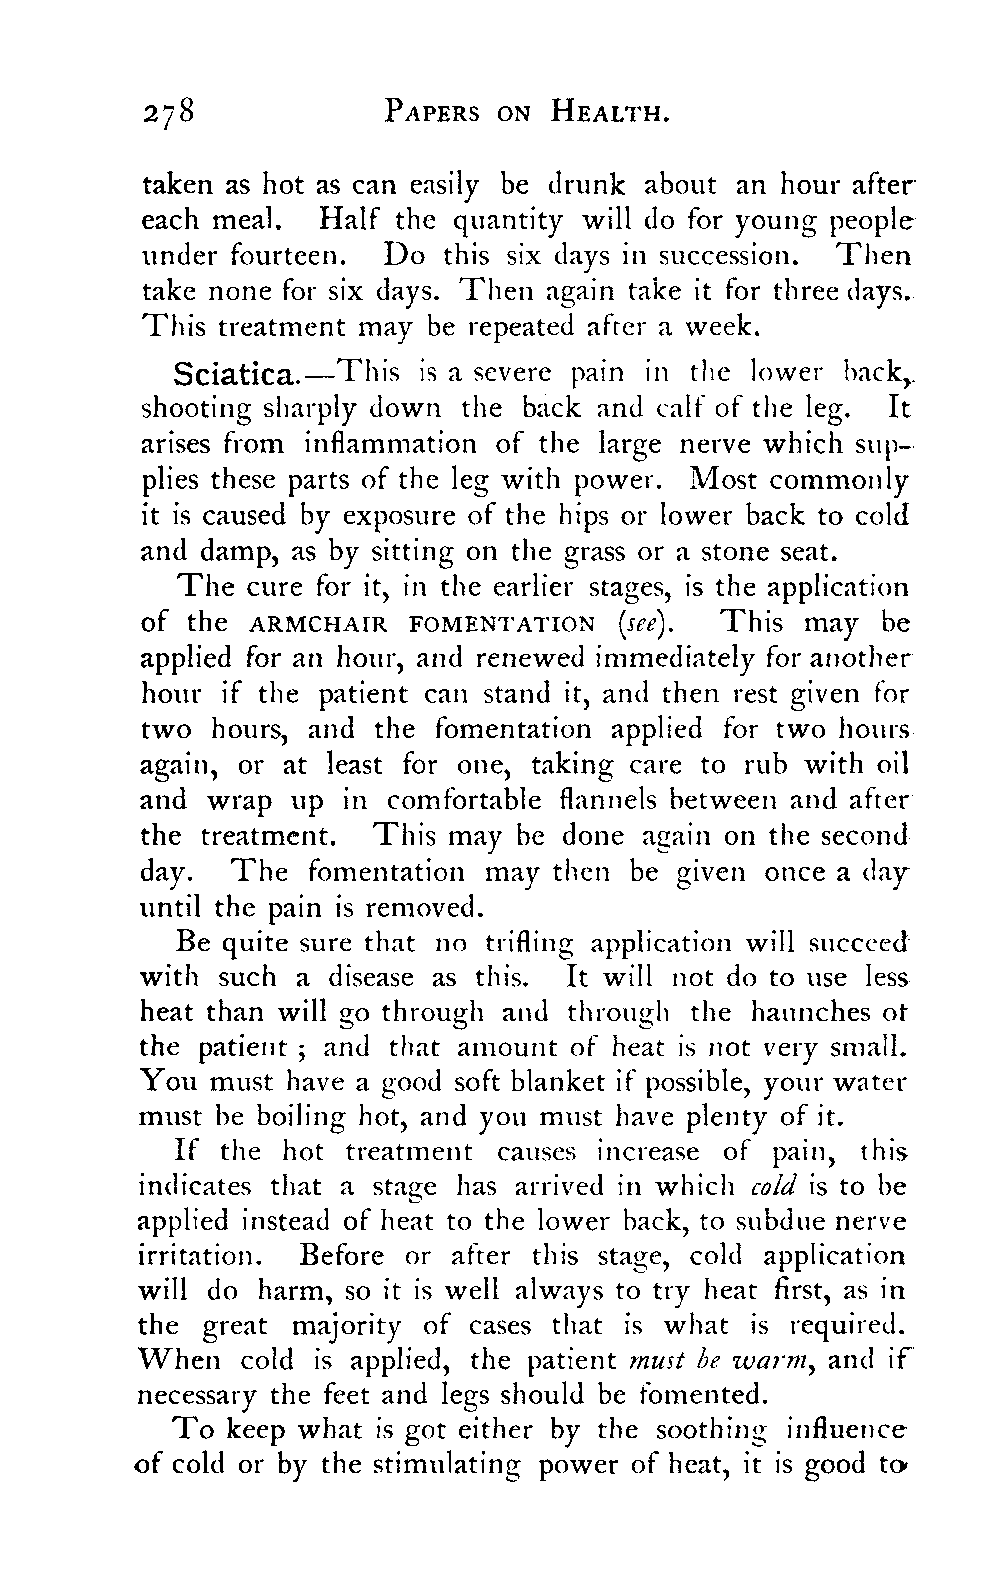 278 PAPERS ON HEALTH.
taken as hot as can easily be drunk about an hour after
each meal. Half the quantity will do for young people
under fourteen. Do this six days in succession. Then
take none for six days. Then again take it for three days.
This treatment may be repeated after a week.
Sciatica.—This is a severe pain in the lower back,
shooting sharply down the back and calf of the leg. It
arises from inflammation of the large nerve which sup-
plies these parts of the leg with power. Most commonly
it is caused by exposure of the hips or lower back to cold
and damp, as by sitting on the grass or a stone seat.
The cure for it, in the earlier stages, is the application
of the ARMCHAIR FOMENTATION (see). This may be
applied for an hour, and renewed immediately for another
hour if the patient can stand it, and then rest given for
two hours, and the fomentation applied for two hours
again, or at least for one, taking care to rub with oil
and wrap up in comfortable flannels between and after
the treatment. This may be done again on the second
day. The fomentation may then be given once a day
until the pain is removed.
Be quite sure that no trifling application will succeed
with such a disease as this. It will not do to use less
heat than will go through and through the haunches of
the patient ; and that amount of heat is not very small.
You must have a good soft blanket if possible, your water
must be boiling hot, and you must have plenty of it.
If the hot treatment causes increase of pain, this
indicates that a stage has arrived in which cold is to be
applied instead of heat to the lower back, to subdue nerve
irritation. Before or after this stage, cold application
will do harm, so it is well always to try heat first, as in
the great majority of cases that is what is required.
When cold is applied, the patient must be warm, and if
necessary the feet and legs should be fomented.
To keep what is got either by the soothing influence
of cold or by the stimulating power of heat, it is good to